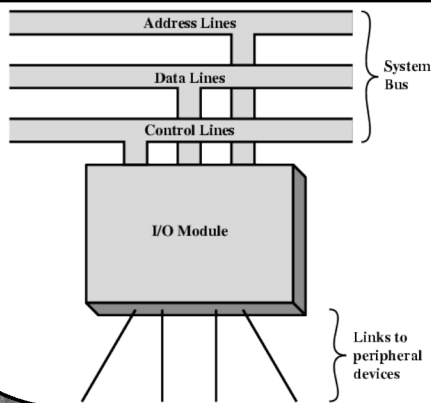 Address Lines
Data Lines
Control Lines
System
Bus
I/O Module
Links to
peripheral
devices